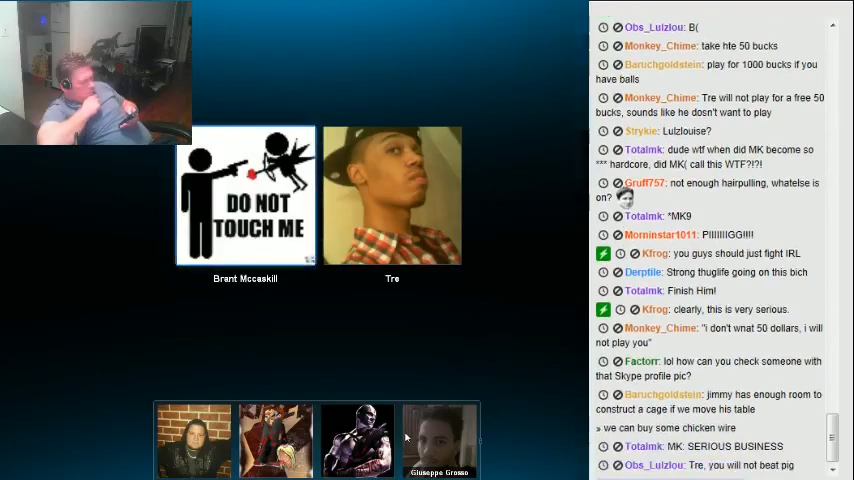 DO NOT
TOUCH ME
Brant Mccaskill
Tre
Giuseppe Grosso
Obs_Lulzlou: B(
Monkey_Chime: take hte 50 bucks
Baruchgoldstein: play for 1000 bucks if you
have balls
Monkey_Chime: Tre will not play for a free 50
bucks, sounds like he dosn't want to play
Strykie: Lulzlouise?
Totalmk: dude wtf when did MK become so
*** hardcore, did MK( call this WTF?!?!
Gruff757: not enough hairpulling, whatelse is
on?
Totalmk: *MK9
Morninstar1011: PIIIIIIIGG!!!!
Kfrog: you guys should just fight IRL
Derptile: Strong thuglife going on this bich
Totalmk: Finish Him!
Kfrog: clearly, this is very serious.
Monkey_Chime: "i don't wnat 50 dollars, i will
not play you"
Factorr: lol how can you check someone with
that Skype profile pic?
Baruchgoldstein: jimmy has enough room to
construct a cage if we move his table
» we can buy some chicken wire
Totalmk: MK: SERIOUS BUSINESS
Obs_Lulzlou: Tre, you will not beat pig